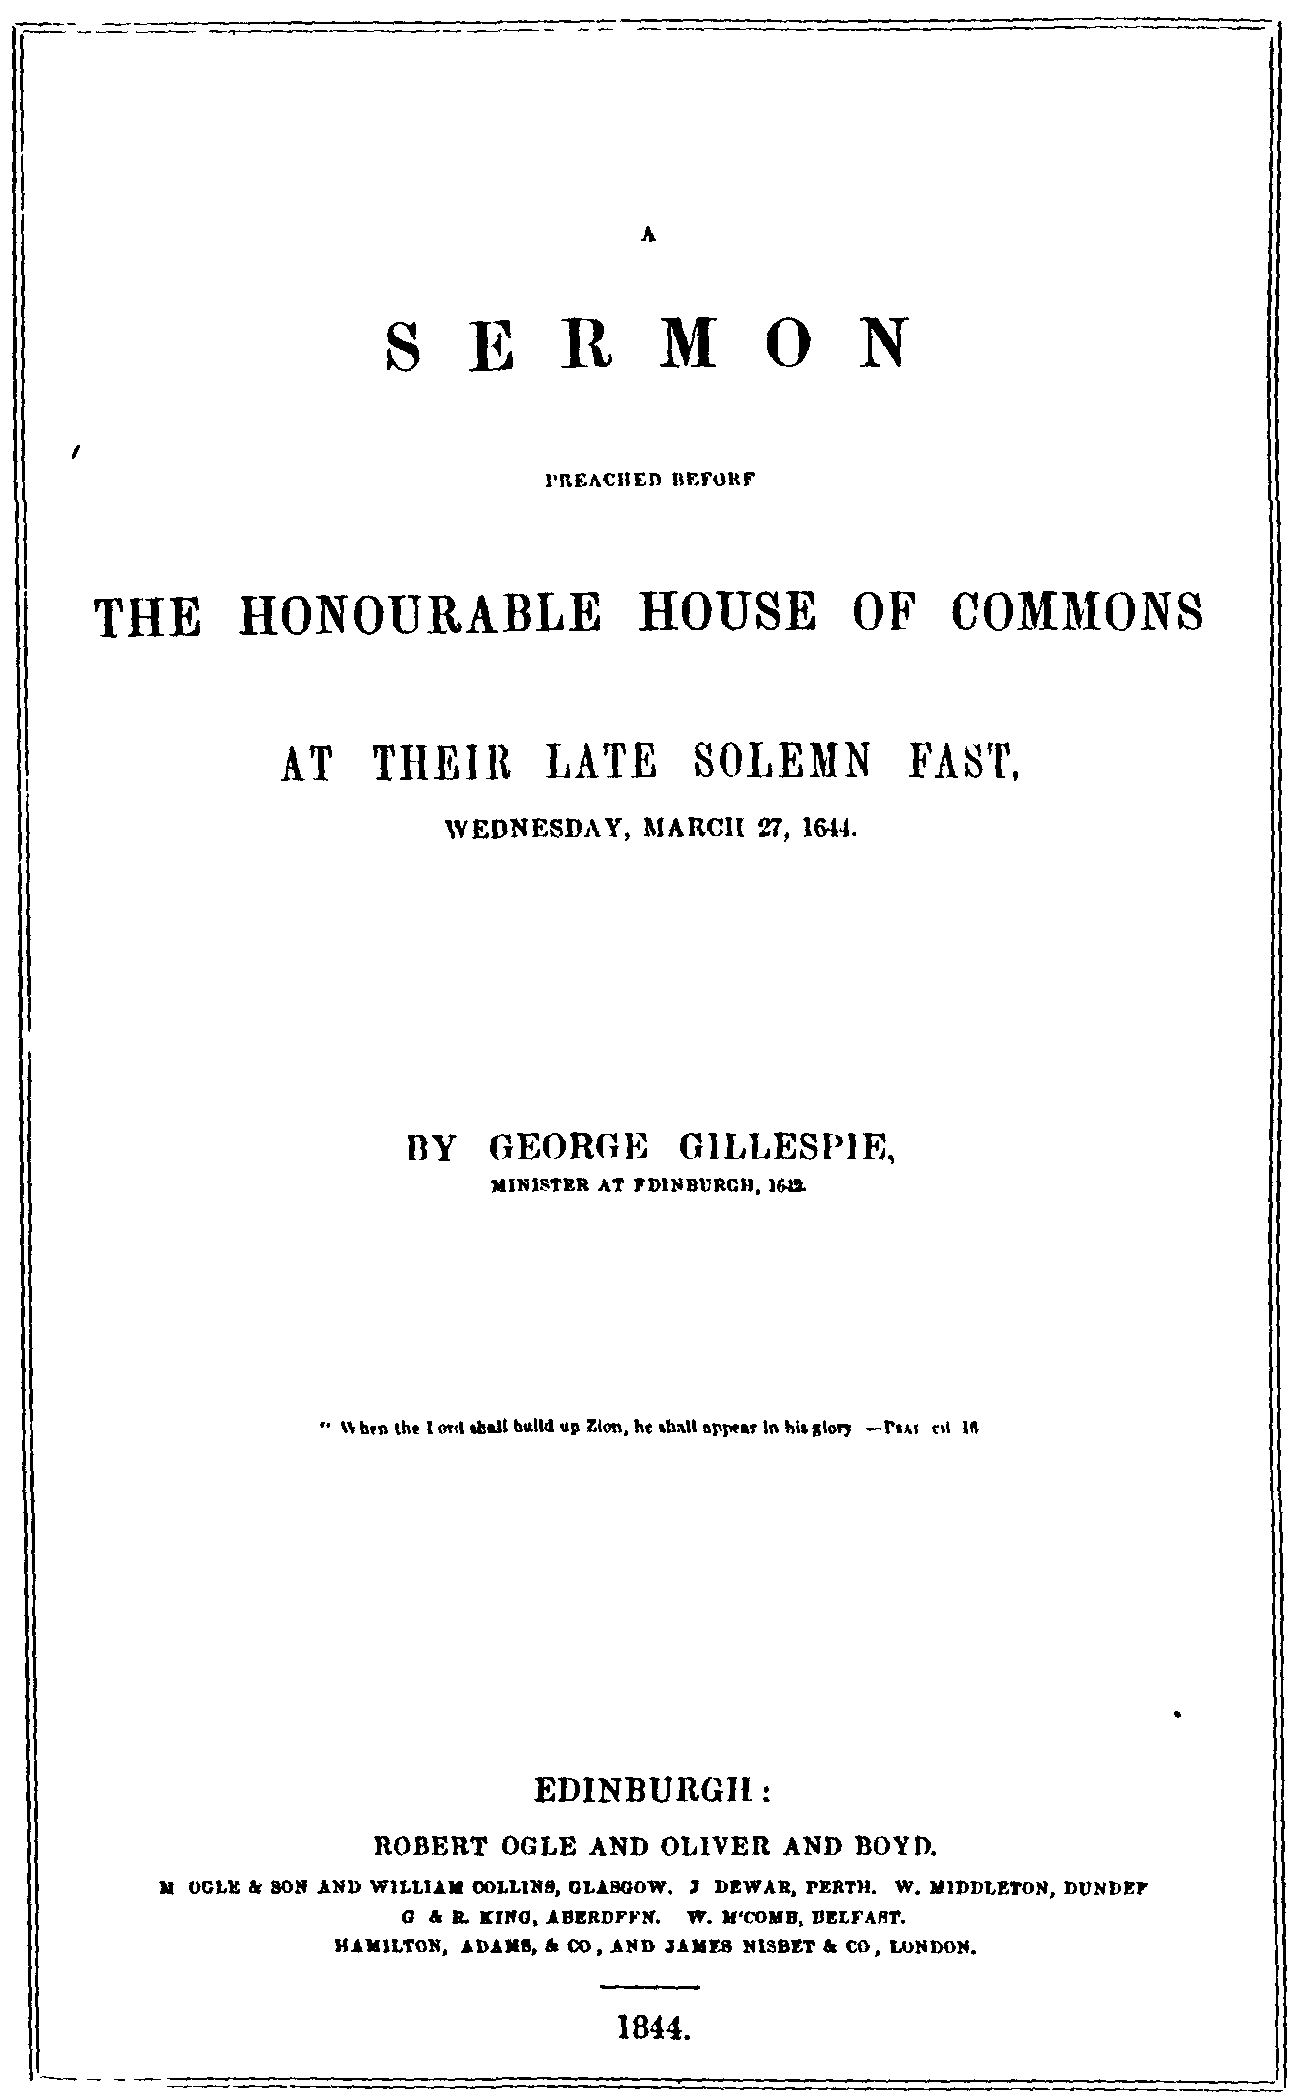 A
SERMON
PREACHED BEFORE
THE HONOURABLE HOUSE OF COMMONS
AT THEIR LATE SOLEMN FAST,
WEDNESDAY, MARCH 27, 1644.
BY GEORGE GILLESPIE,
MINISTER AT EDINBURGH, 1642.
" When the Lord shall build up Zion, he shall appear in his glory —PSAL cii 16
EDINBURGH:
ROBERT OGLE AND OLIVER AND BOYD.
M OGLE & SON AND WILLIAM COLLINS, GLASGOW. J DEWAR, PERTH. W. MIDDLETON, DUNDEE
G & R. KING, ABERDEEN. W. M'COMB, BELFAST.
HAMILTON, ADAMS, & CO, AND JAMES NISBET & CO, LONDON.
1844.